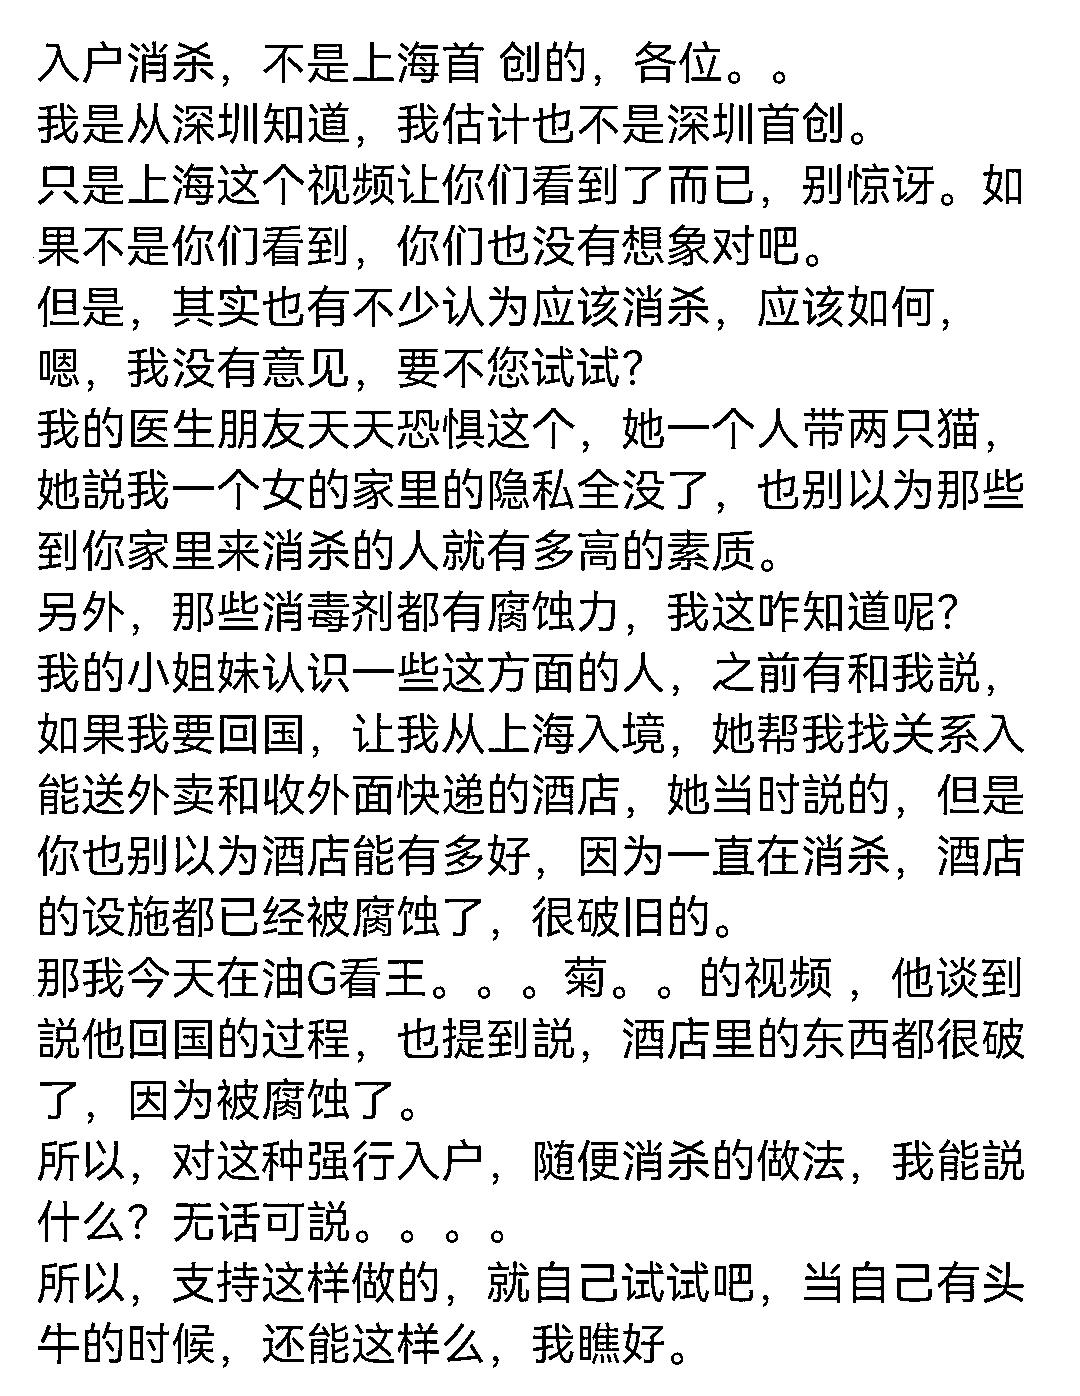 入户消杀，不是上海首 创的，各位。。
我是从深圳知道，我估计也不是深圳首创。
只是上海这个视频让你们看到了而已，别惊讶。如
果不是你们看到，你们也没有想象对吧。
但是，其实也有不少认为应该消杀，应该如何，
嗯，我没有意见，要不您试试？
我的医生朋友天天恐惧这个，她一个人带两只猫，
她説我一个女的家里的隐私全没了，也别以为那些
到你家里来消杀的人就有多高的素质。
另外，那些消毒剂都有腐蚀力，我这咋知道呢？
我的小姐妹认识一些这方面的人，之前有和我説，
如果我要回国，让我从上海入境，她帮我找关系入
能送外卖和收外面快递的酒店，她当时説的，但是
你也别以为酒店能有多好，因为一直在消杀，酒店
的设施都已经被腐蚀了，很破旧的。
那我今天在油G看王。。。菊。。的视频 ，他谈到
説他回国的过程，也提到説，酒店里的东西都很破
了，因为被腐蚀了。
所以，对这种强行入户，随便消杀的做法，我能説
什么？无话可説。。。。
所以，支持这样做的，就自己试试吧，当自己有头
牛的时候，还能这样么，我瞧好。